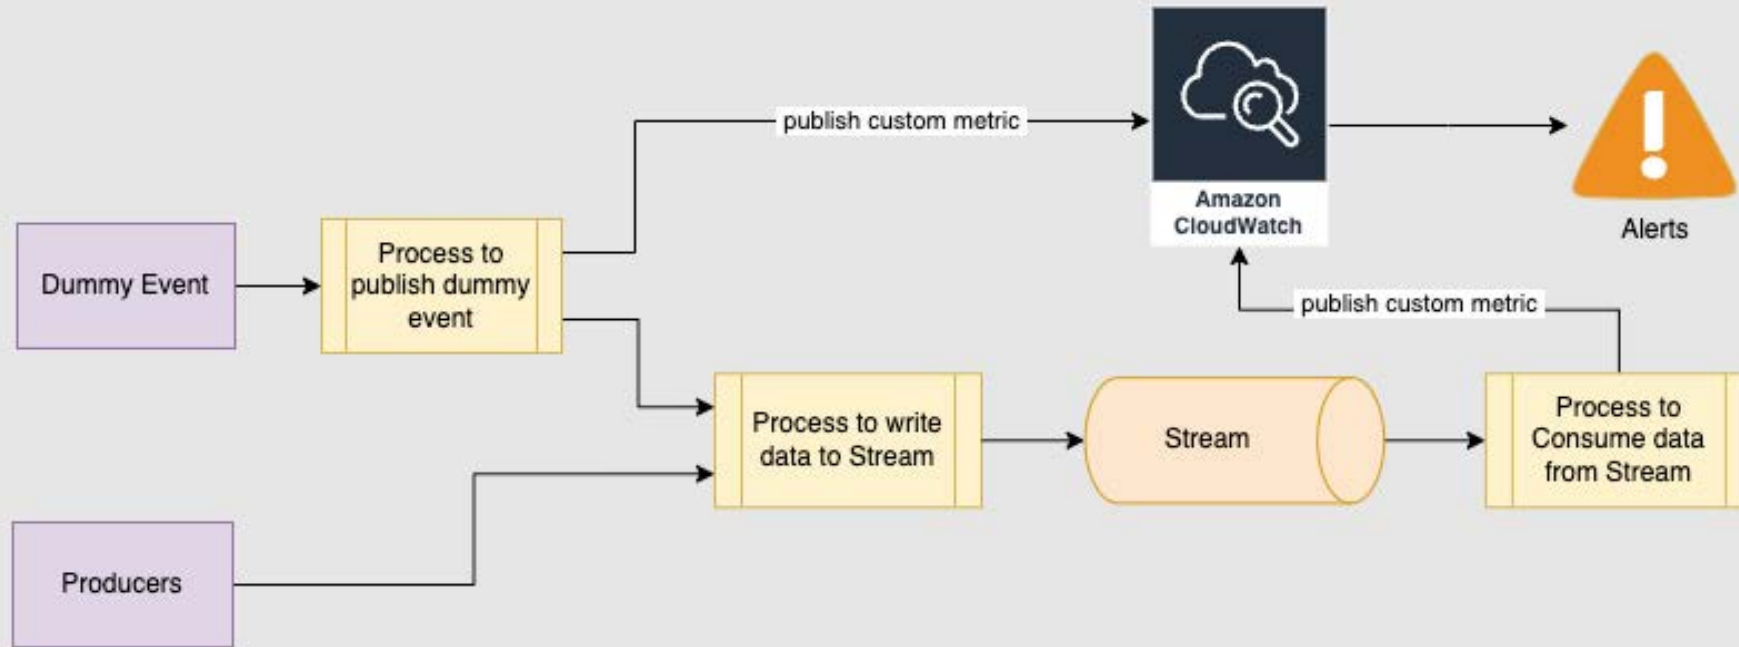 publish custom metric
Amazon
CloudWatch
Alerts
Dummy Event
Process to
publish dummy
event
publish custom metric
Process to write
data to Stream
Stream
Process to
Consume data
from Stream
Producers